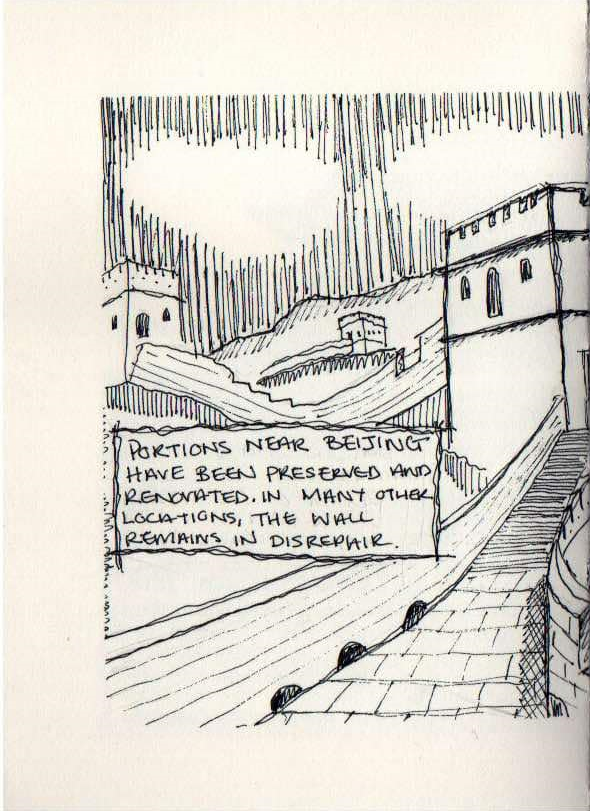 PORTIONS NEAR BEIJING
HAVE BEEN PRESERVED AND
RENOVATED. IN MANY OTHER
LOCATIONS, THE WALL
REMAINS IN DISREPAIR.